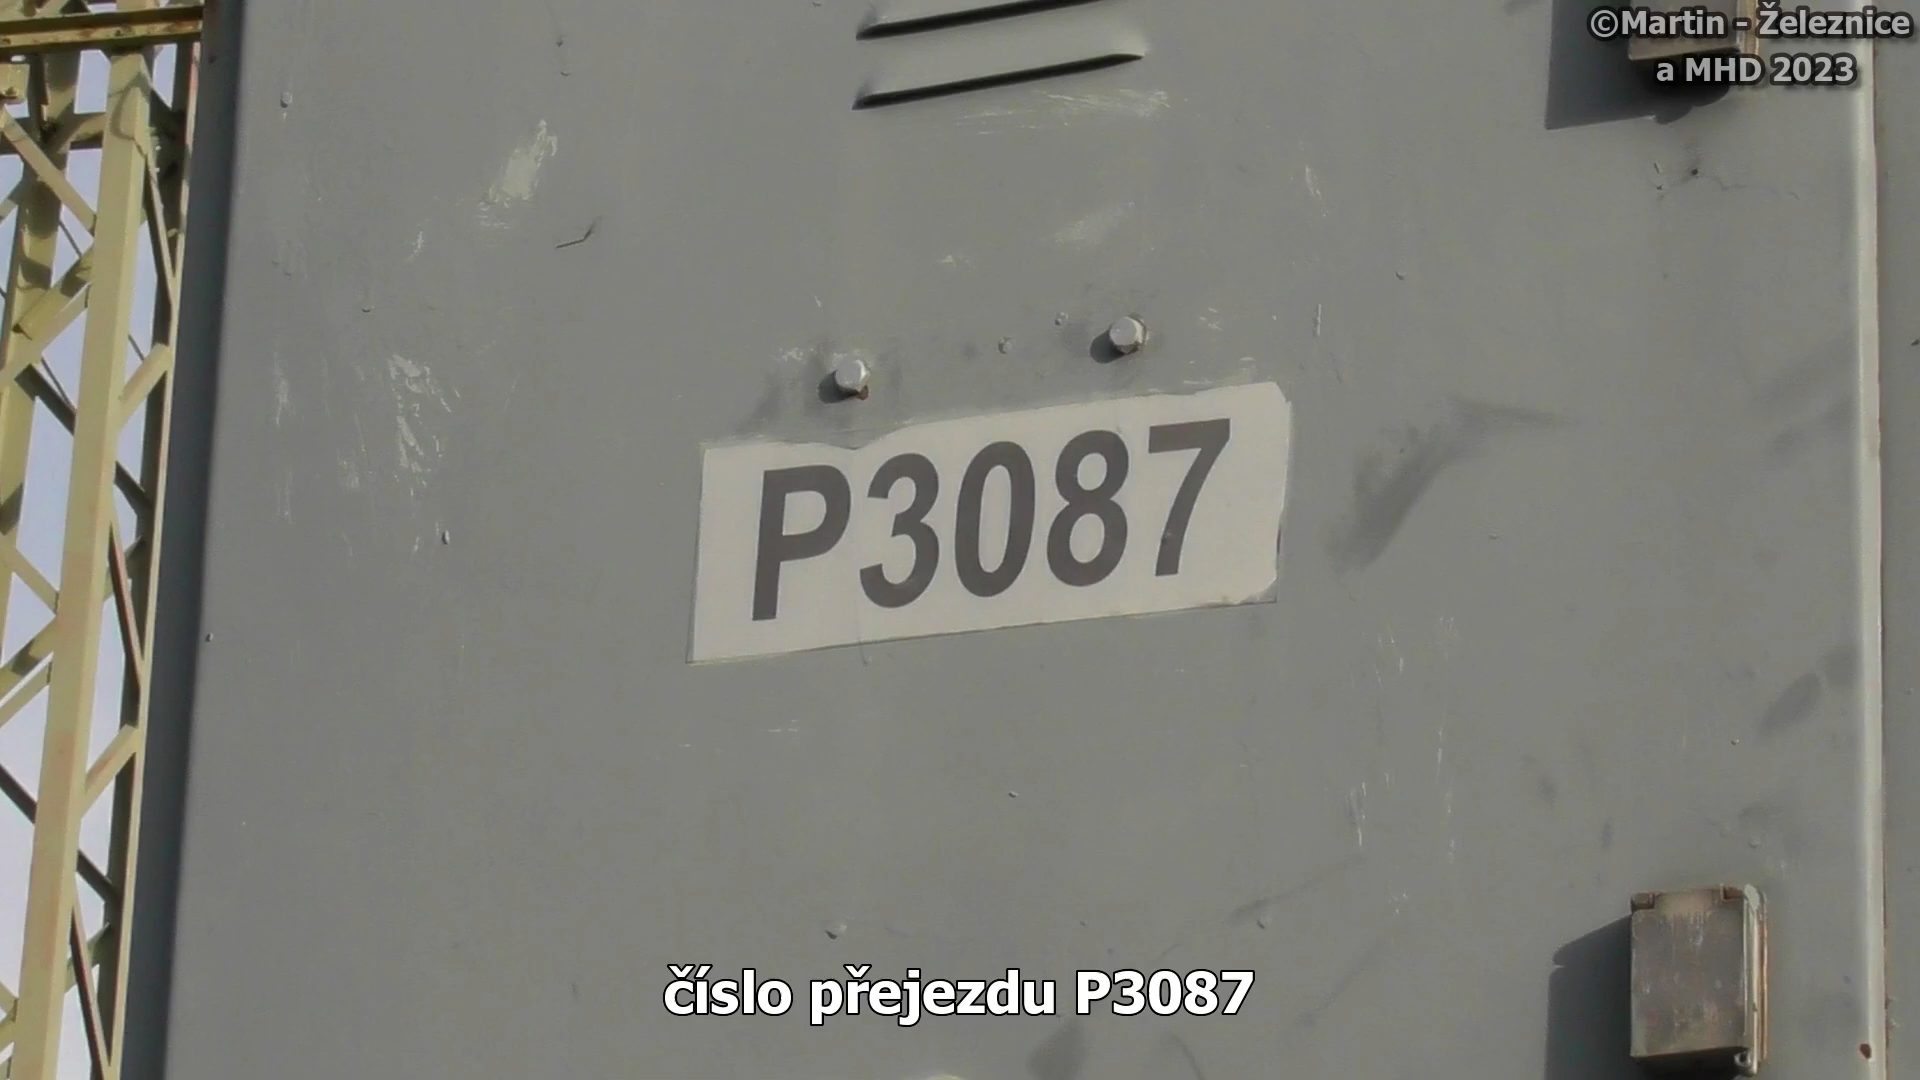 ©Martin - Železnice
a MHD 2023
P3087
číslo přejezdu P3087